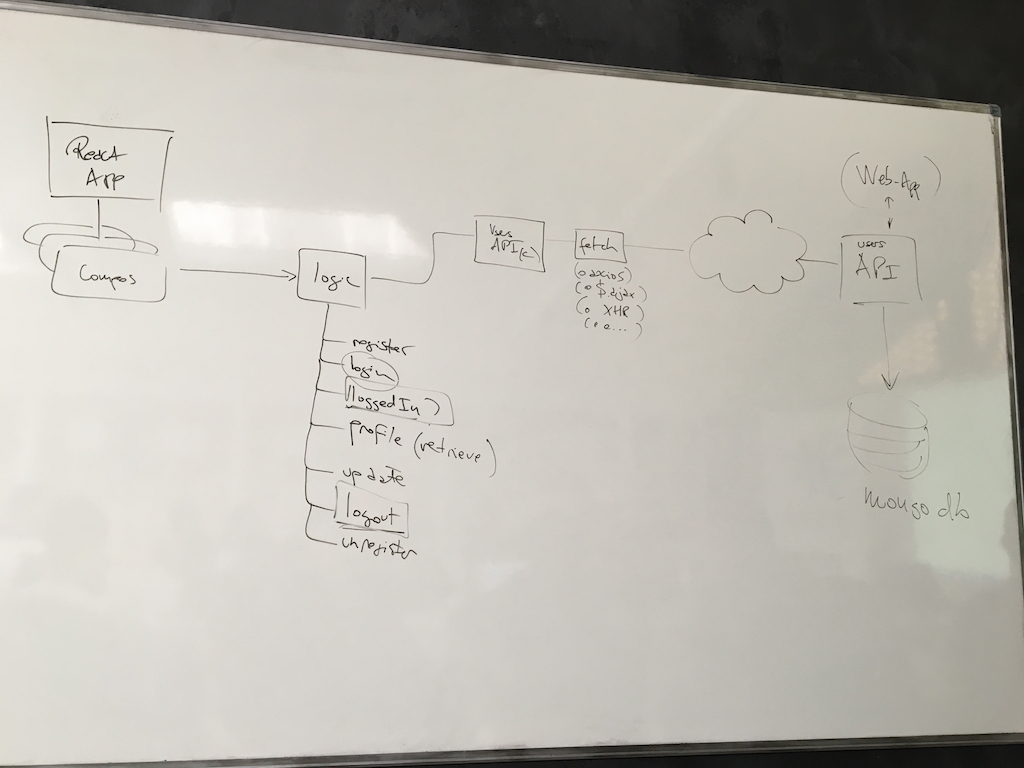 React
App
Compos
logic
register
login
loggedIn)
profile (retrieve)
update
logout
unregister
API(c)
fetch
(o axios)
(o $.ajax)
(o XHR)
(Web-App)
users
API
mongo db